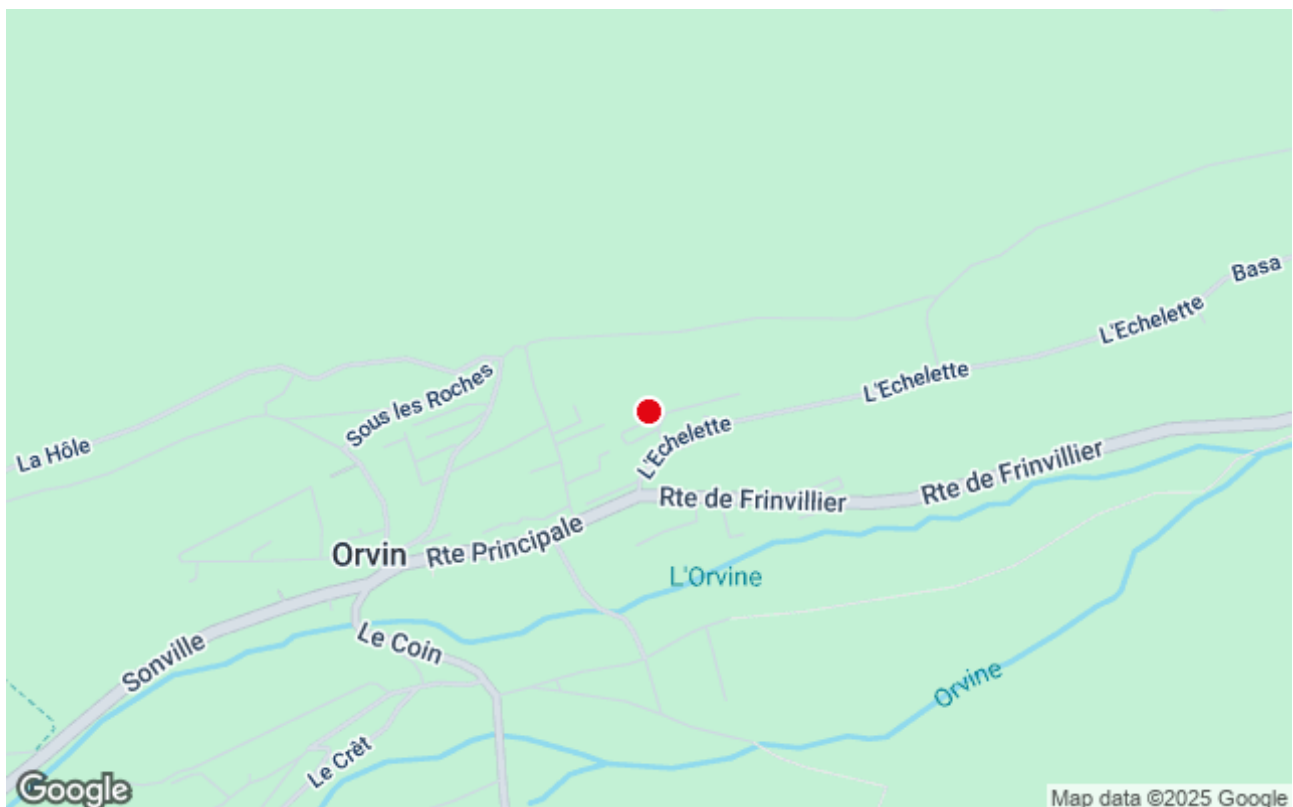 Basa
L'Echelette
L'Echelette
Sous les Roches
L'Echelette
La Hôle
Rte de Frinvillier
Rte de Frinvillier
Orvin
Rte Principale
L'Orvine
Le Coin
Sonville
Orvine
Le Crêt
Google
Map data ©2025 Google